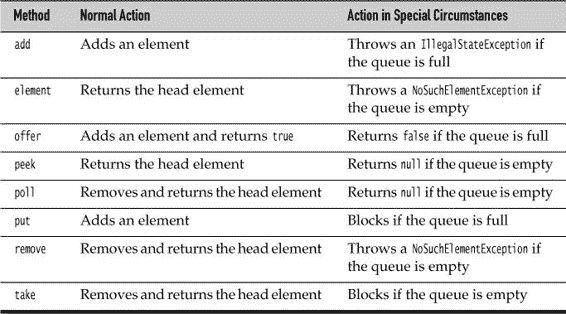 Method Normal Action Action in Special Circumstances
add Adds an element Throws an IllegalStateException if
the queue is full
element Returns the head element Throws a NoSuchElementException if
the queue is empty
offer Adds an element and returns true Returns false if the queue is full
peek Returns the head element Returns null if the queue is empty
poll Removes and returns the head element Returns null if the queue is empty
put Adds an element Blocks if the queue is full
remove Removes and returns the head element Throws a NoSuchElementException if
the queue is empty
take Removes and returns the head element Blocks if the queue is empty